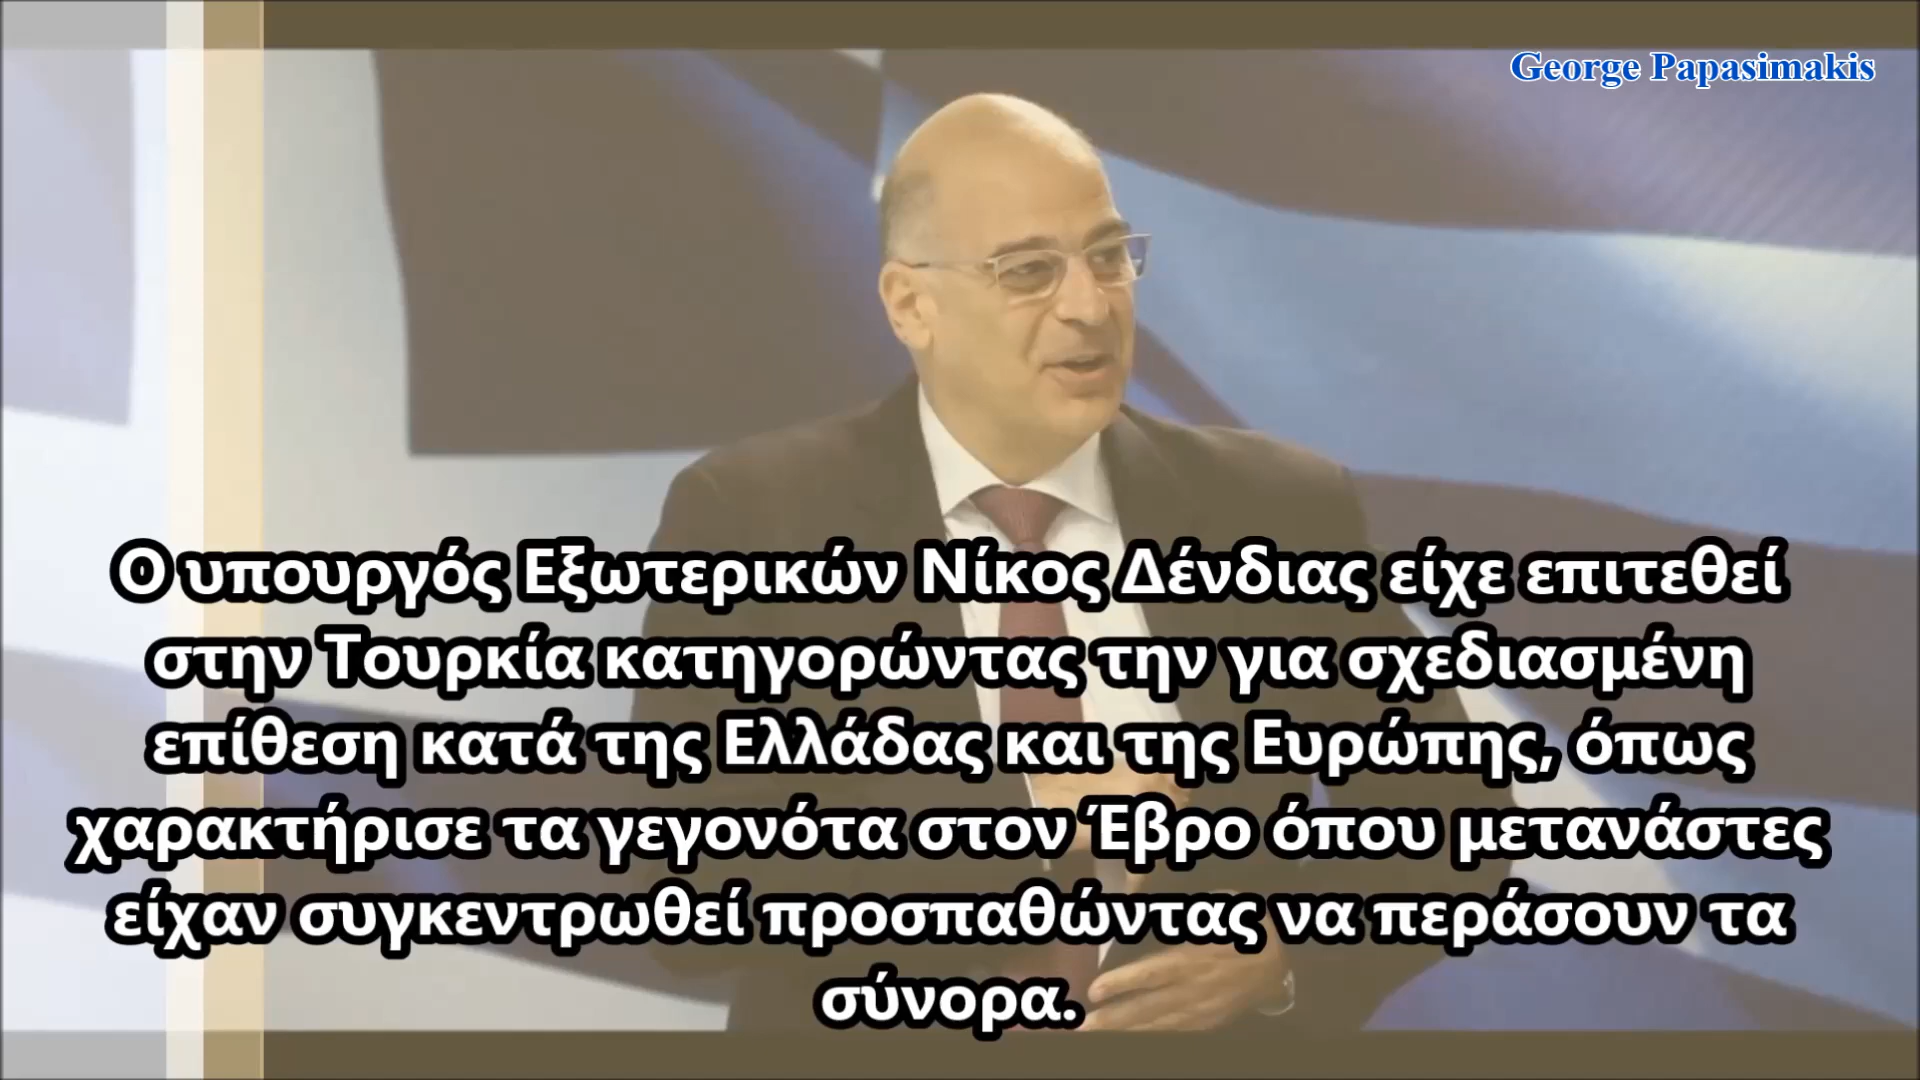 George Papasimakis
Ο υπουργός Εξωτερικών Νίκος Δένδιας είχε επιτεθεί
στην Τουρκία κατηγορώντας την για σχεδιασμένη
επίθεση κατά της Ελλάδας και της Ευρώπης, όπως
χαρακτήρισε τα γεγονότα στον Έβρο όπου μετανάστες
είχαν συγκεντρωθεί προσπαθώντας να περάσουν τα
σύνορα.